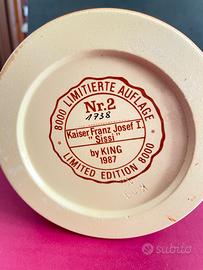 8000 LIMITIERTE AUFLAGE
Nr.2
1738
Kaiser Franz Josef I.
"Sissi"
by KING
1987
LIMITED EDITION 8000
subito